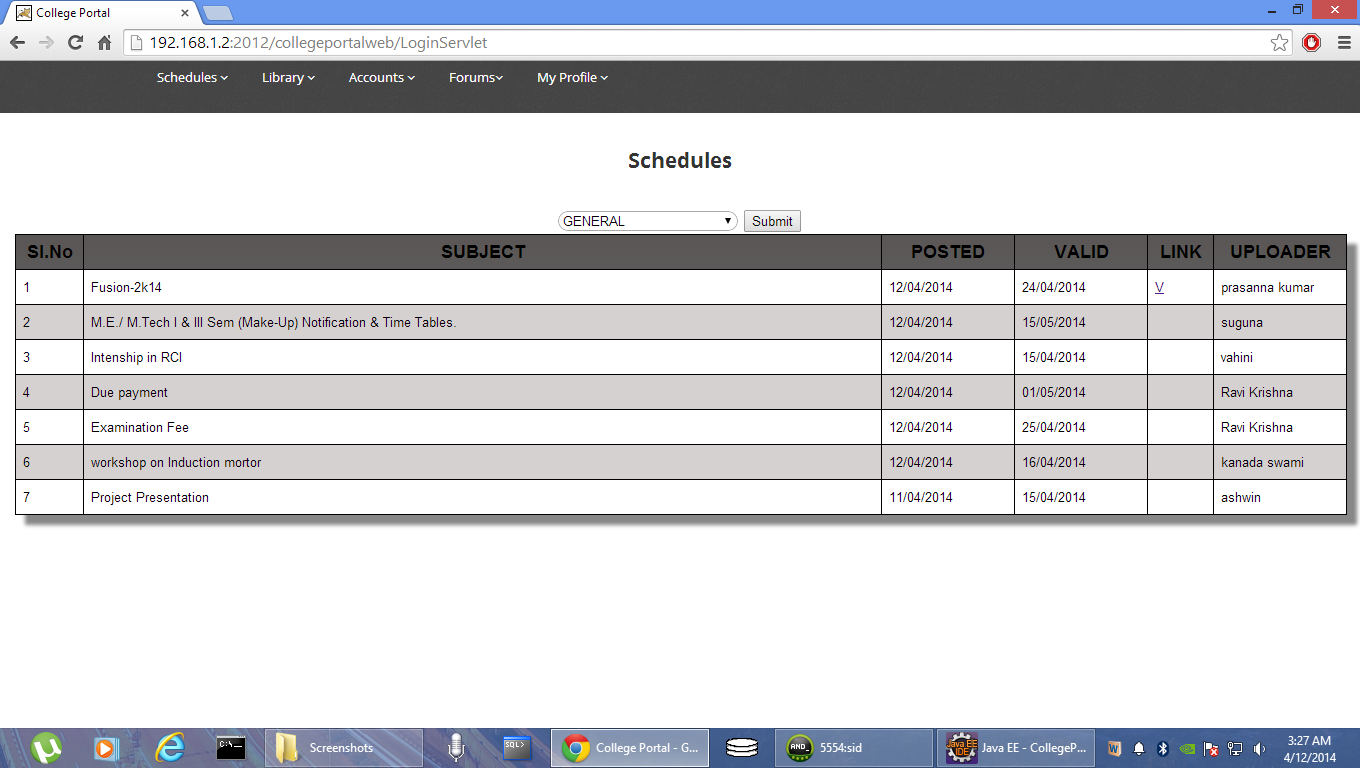 College Portal
192.168.1.2:2012/collegeportalweb/LoginServlet
Schedules Library Accounts Forums My Profile
Schedules
GENERAL Submit
Sl.No SUBJECT POSTED VALID LINK UPLOADER
1 Fusion-2k14 12/04/2014 24/04/2014 V prasanna kumar
2 M.E./ M.Tech I & III Sem (Make-Up) Notification & Time Tables. 12/04/2014 15/05/2014 suguna
3 Intenship in RCI 12/04/2014 15/04/2014 vahini
4 Due payment 12/04/2014 01/05/2014 Ravi Krishna
5 Examination Fee 12/04/2014 25/04/2014 Ravi Krishna
6 workshop on Induction mortor 12/04/2014 16/04/2014 kanada swami
7 Project Presentation 11/04/2014 15/04/2014 ashwin
C:\_ Screenshots SQL> College Portal - G... AND_ 5554:sid Java EE IDE Java EE - CollegeP... W 3:27 AM
4/12/2014